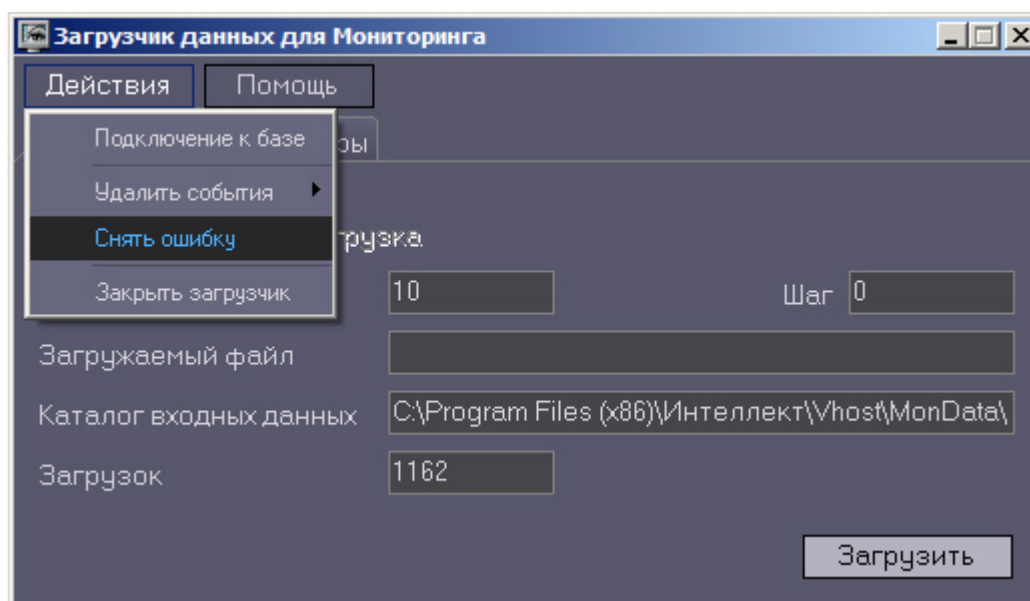 Загрузчик данных для Мониторинга
Действия Помощь
Подключение к базе
Удалить события
Снять ошибку
Закрыть загрузчик
10 Шаг 0
Загружаемый файл
Каталог входных данных C:\Program Files (x86)\Интеллект\Vhost\MonData\
Загрузок 1162
Загрузить